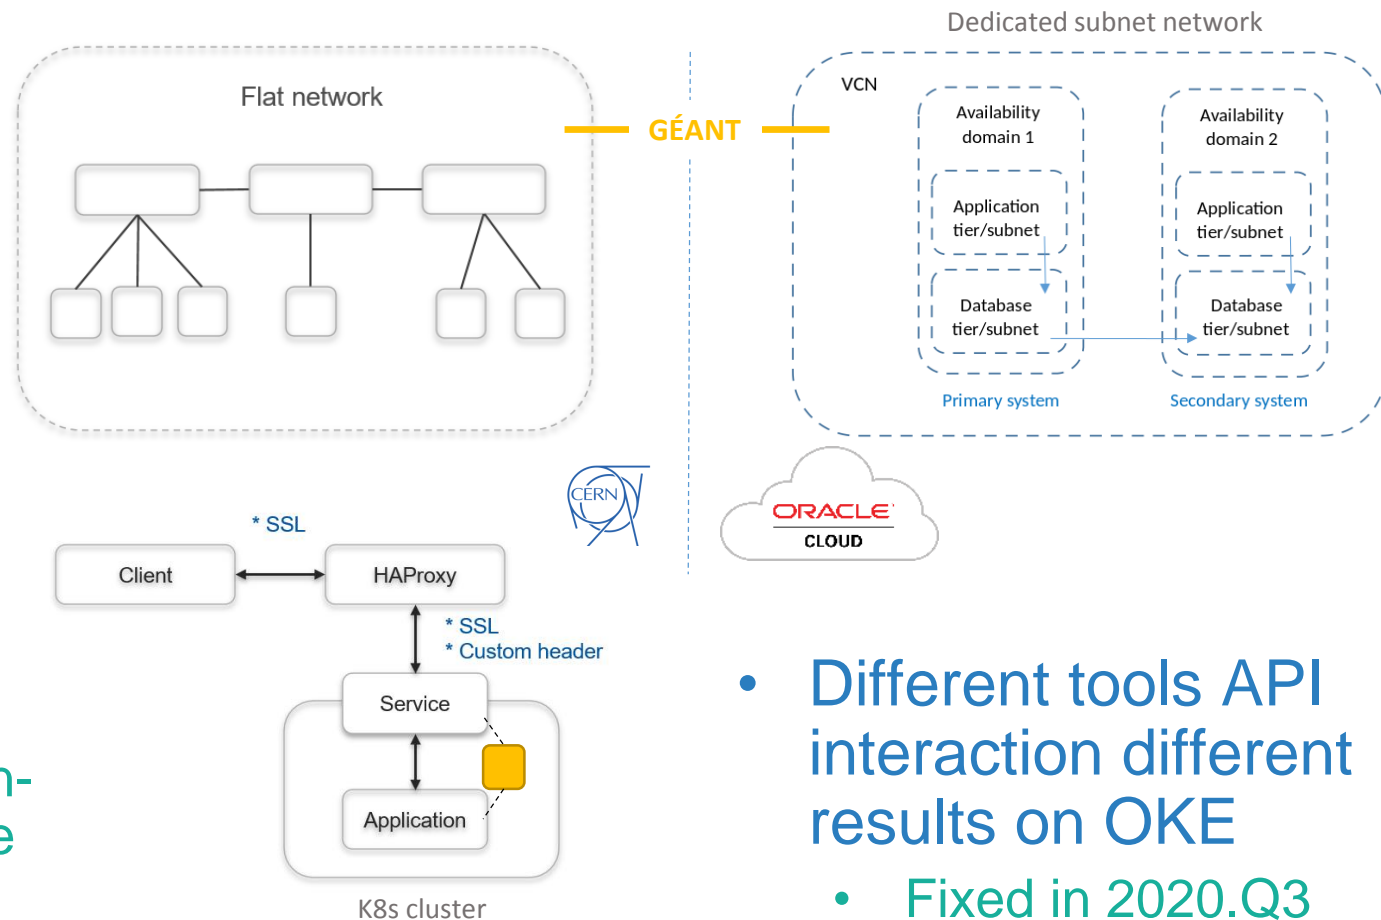 Dedicated subnet network
Flat network
GÉANT
VCN
Availability
domain 1
Availability
domain 2
Application
tier/subnet
Application
tier/subnet
Database
tier/subnet
Database
tier/subnet
Primary system
Secondary system
CERN
ORACLE
CLOUD
* SSL
Client
HAProxy
* SSL
* Custom header
Service
Application
K8s cluster
• Different tools API
interaction different
results on OKE
• Fixed in 2020.Q3